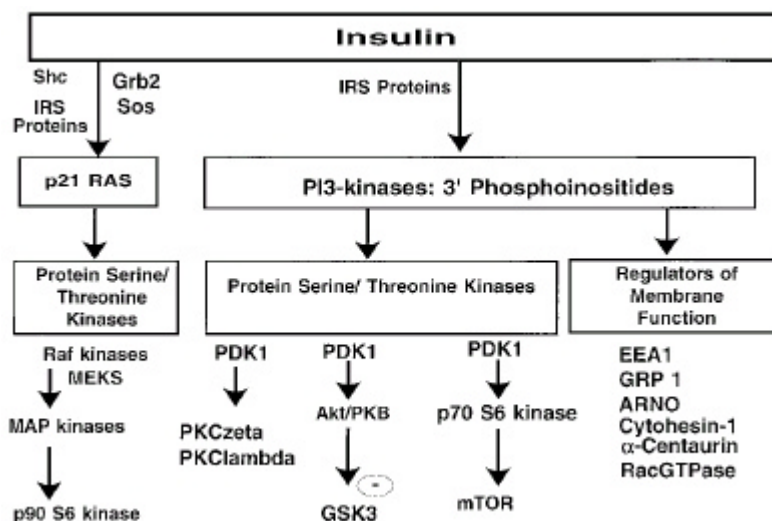 Insulin
Shc
Grb2
Sos
IRS
Proteins
IRS Proteins
p21 RAS
PI3-kinases: 3' Phosphoinositides
Protein Serine/
Threonine
Kinases
Protein Serine/ Threonine Kinases
Regulators of
Membrane
Function
Raf kinases
MEKS
MAP kinases
p90 S6 kinase
PDK1
PKCzeta
PKClambda
PDK1
Akt/PKB
-
GSK3
PDK1
p70 S6 kinase
mTOR
EEA1
GRP 1
ARNO
Cytohesin-1
α-Centaurin
RacGTPase